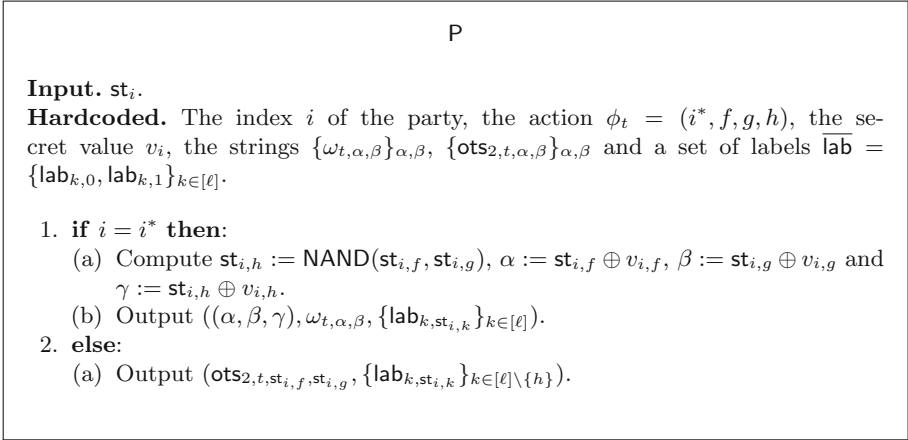 P
Input. st_i.
Hardcoded. The index i of the party, the action ϕ_t = (i*, f, g, h), the se-
cret value v_i, the strings {ω_{t,α,β}}_{α,β}, {ots_{2,t,α,β}}_{α,β} and a set of labels \overline{lab} =
{lab_{k,0}, lab_{k,1}}_{k∈[ℓ]}.
1. if i = i* then:
(a) Compute st_{i,h} := NAND(st_{i,f}, st_{i,g}), α := st_{i,f} ⊕ v_{i,f}, β := st_{i,g} ⊕ v_{i,g} and
γ := st_{i,h} ⊕ v_{i,h}.
(b) Output ((α, β, γ), ω_{t,α,β}, {lab_{k,st_{i,k}}}_{k∈[ℓ]}).
2. else:
(a) Output (ots_{2,t,st_{i,f},st_{i,g}}, {lab_{k,st_{i,k}}}_{k∈[ℓ]\{h}}).